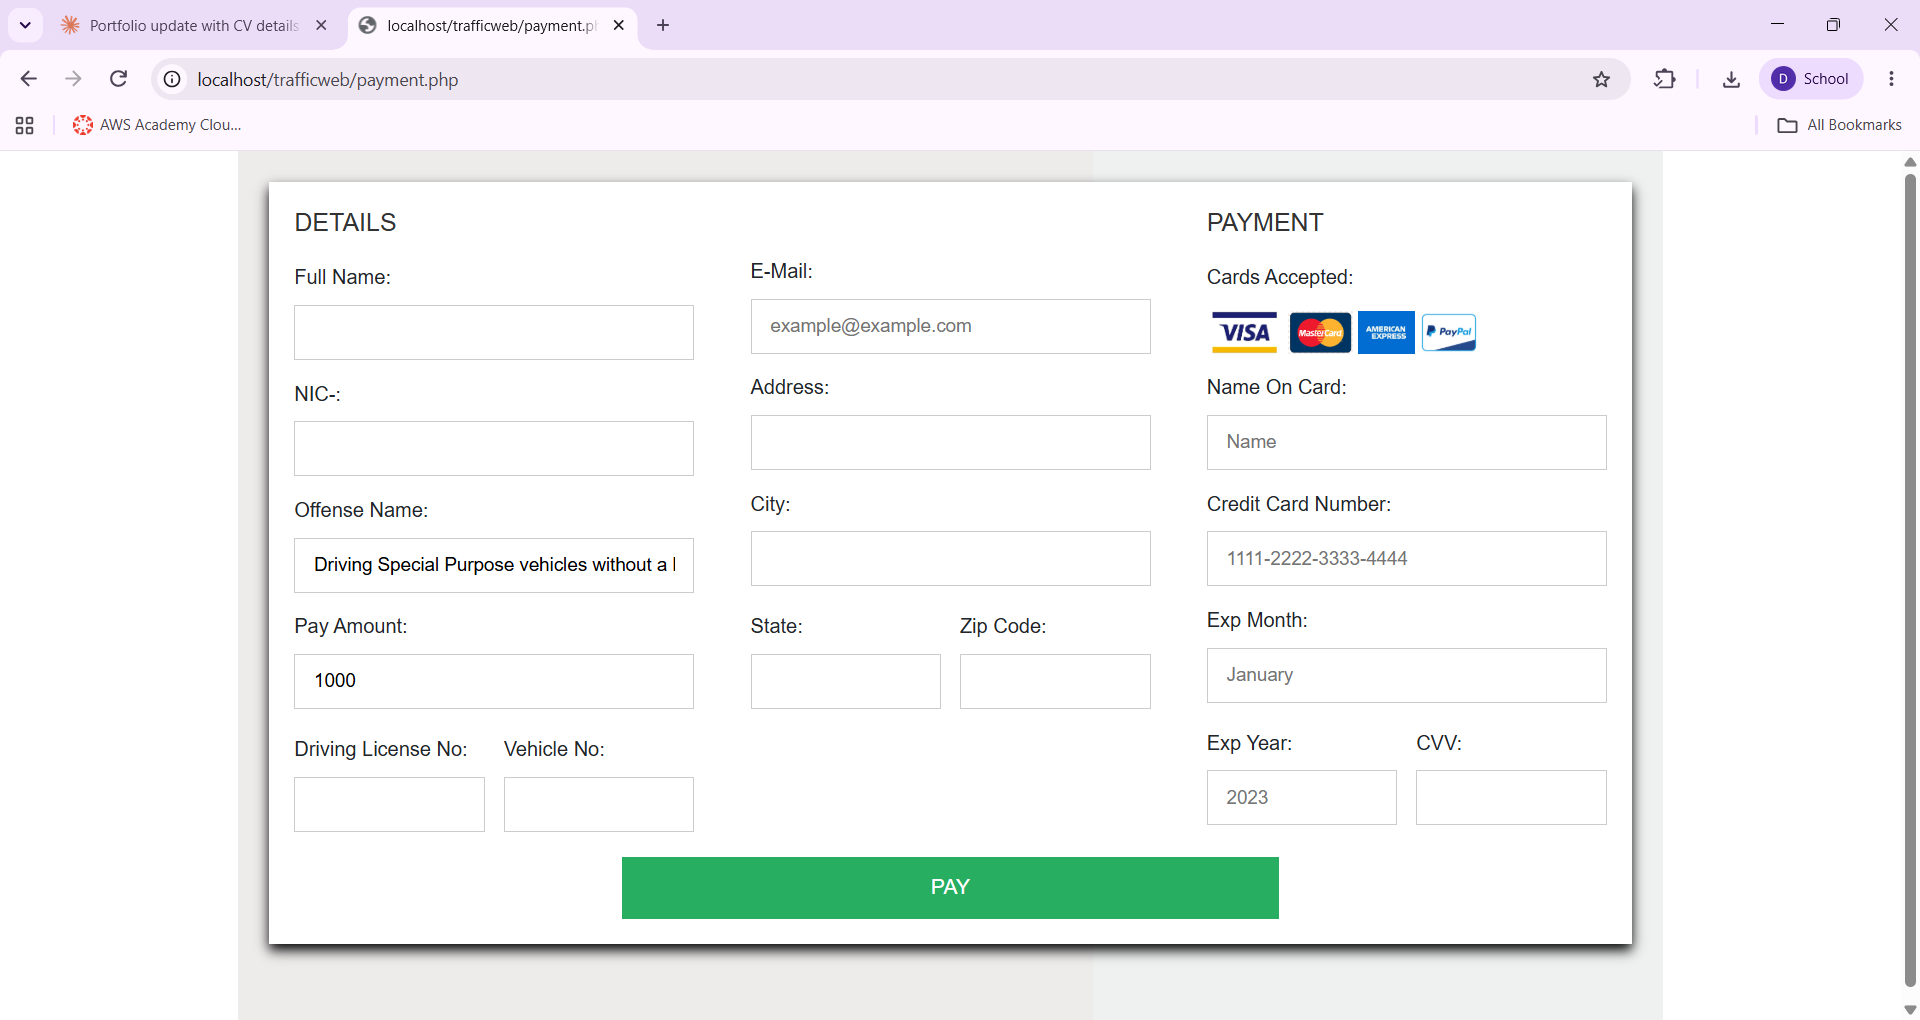 Portfolio update with CV details
localhost/trafficweb/payment.p
localhost/trafficweb/payment.php
D School
AWS Academy Clou...
All Bookmarks
DETAILS
Full Name:
NIC-:
Offense Name:
Driving Special Purpose vehicles without a
Pay Amount:
1000
Driving License No:
Vehicle No:
E-Mail:
example@example.com
Address:
City:
State:
Zip Code:
PAYMENT
Cards Accepted:
VISA
MasterCard
AMERICAN
EXPRESS
PayPal
Name On Card:
Name
Credit Card Number:
1111-2222-3333-4444
Exp Month:
January
Exp Year:
CVV:
2023
PAY